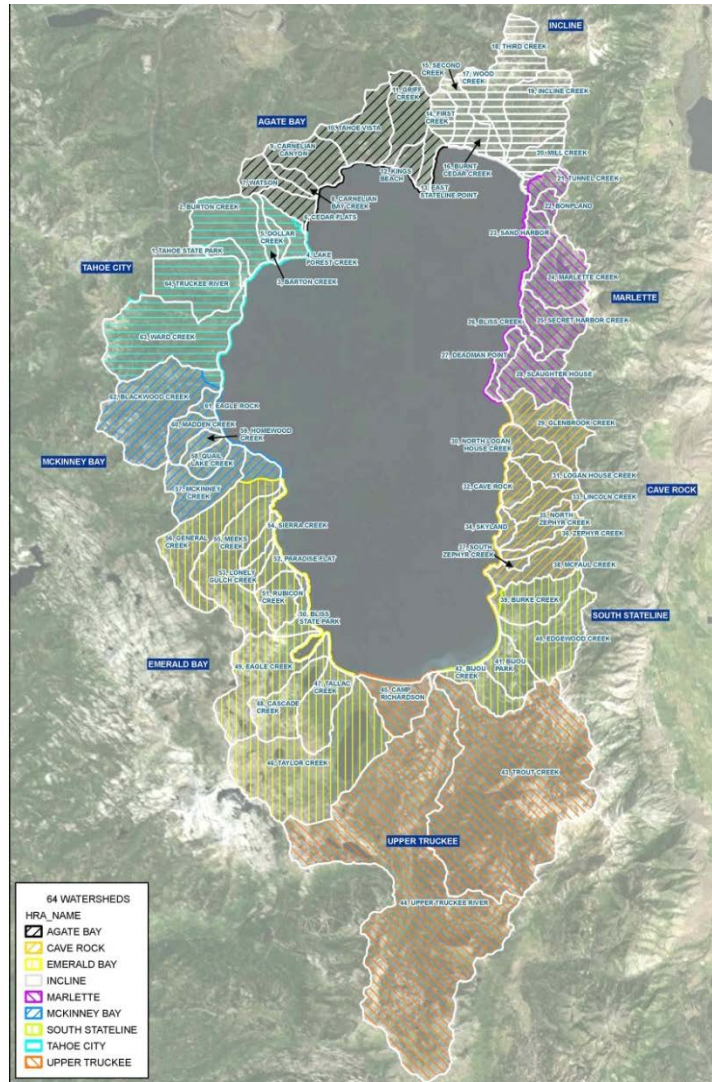 INCLINE
18, THIRD CREEK
15, SECOND
CREEK
17, WOOD
CREEK
19, INCLINE CREEK
11, GRIFF
CREEK
14, FIRST
CREEK
AGATE BAY
10, TAHOE VISTA
9, CARNELIAN
CANYON
16, BURNT
CEDAR CREEK
20, MILL CREEK
12, KINGS
BEACH
7, WATSON
13, EAST
STATELINE POINT
21, TUNNEL CREEK
8, CARNELIAN
BAY CREEK
6, CEDAR FLATS
22, BONPLAND
2, BURTON CREEK
5, DOLLAR
CREEK
23, SAND HARBOR
1, TAHOE STATE PARK
4, LAKE
FOREST CREEK
TAHOE CITY
3, BARTON CREEK
24, MARLETTE CREEK
64, TRUCKEE RIVER
MARLETTE
26, BLISS CREEK
25, SECRET HARBOR CREEK
63, WARD CREEK
27, DEADMAN POINT
28, SLAUGHTER HOUSE
62, BLACKWOOD CREEK
61, EAGLE ROCK
60, MADDEN CREEK
59, HOMEWOOD
CREEK
29, GLENBROOK CREEK
30, NORTH LOGAN
HOUSE CREEK
MCKINNEY BAY
58, QUAIL
LAKE CREEK
31, LOGAN HOUSE CREEK
57, MCKINNEY
CREEK
32, CAVE ROCK
33, LINCOLN CREEK
CAVE ROCK
35, NORTH
ZEPHYR CREEK
34, SKYLAND
54, SIERRA CREEK
36, ZEPHYR CREEK
56, GENERAL
CREEK
55, MEEKS
CREEK
37, SOUTH
ZEPHYR CREEK
52, PARADISE FLAT
38, MCFAUL CREEK
53, LONELY
GULCH CREEK
51, RUBICON
CREEK
39, BURKE CREEK
50, BLISS
STATE PARK
SOUTH STATELINE
40, EDGEWOOD CREEK
EMERALD BAY
49, EAGLE CREEK
41, BIJOU
PARK
42, BIJOU
CREEK
47, TALLAC
CREEK
45, CAMP
RICHARDSON
48, CASCADE
CREEK
46, TAYLOR CREEK
43, TROUT CREEK
UPPER TRUCKEE
44, UPPER TRUCKEE RIVER
64 WATERSHEDS
HRA_NAME
AGATE BAY
CAVE ROCK
EMERALD BAY
INCLINE
MARLETTE
MCKINNEY BAY
SOUTH STATELINE
TAHOE CITY
UPPER TRUCKEE